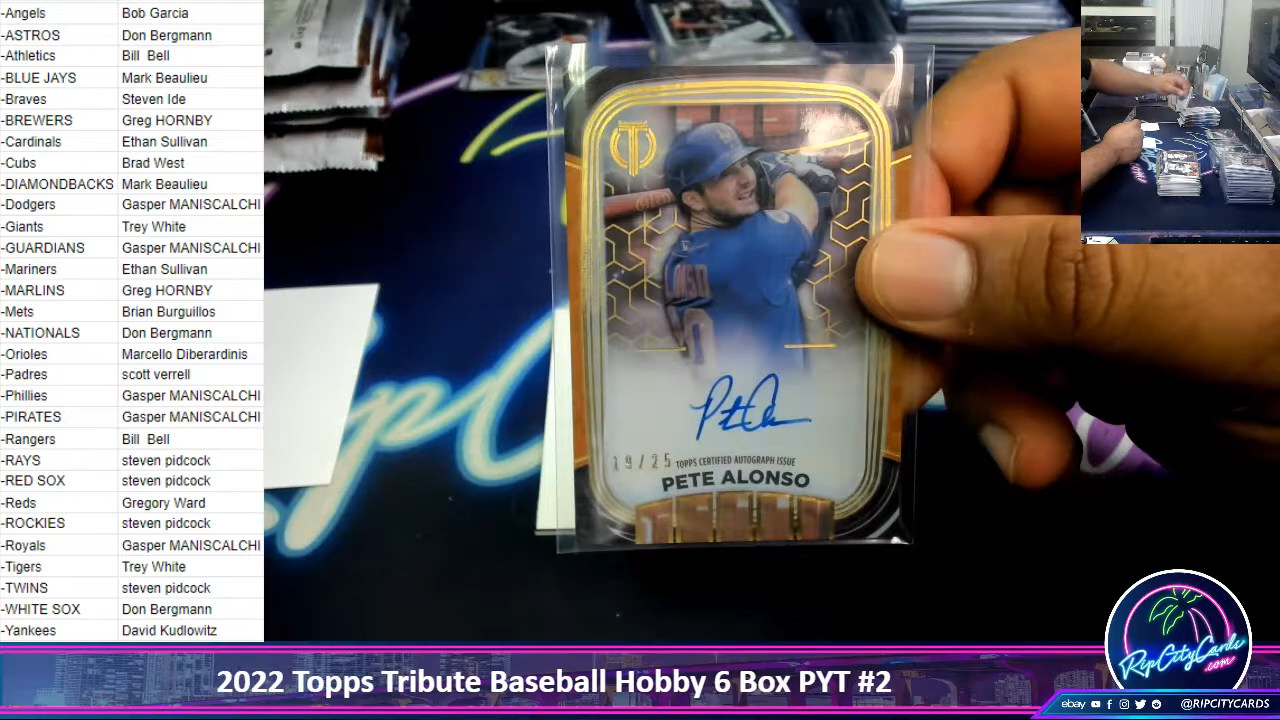 -Angels Bob Garcia
-ASTROS Don Bergmann
-Athletics Bill Bell
-BLUE JAYS Mark Beaulieu
-Braves Steven Ide
-BREWERS Greg HORNBY
-Cardinals Ethan Sullivan
-Cubs Brad West
-DIAMONDBACKS Mark Beaulieu
-Dodgers Gasper MANISCALCHI
-Giants Trey White
-GUARDIANS Gasper MANISCALCHI
-Mariners Ethan Sullivan
-MARLINS Greg HORNBY
-Mets Brian Burguillos
-NATIONALS Don Bergmann
-Orioles Marcello Diberardinis
-Padres scott verrell
-Phillies Gasper MANISCALCHI
-PIRATES Gasper MANISCALCHI
-Rangers Bill Bell
-RAYS steven pidcock
-RED SOX steven pidcock
-Reds Gregory Ward
-ROCKIES steven pidcock
-Royals Gasper MANISCALCHI
-Tigers Trey White
-TWINS steven pidcock
-WHITE SOX Don Bergmann
-Yankees David Kudlowitz
T
19/25 TOPPS CERTIFIED AUTOGRAPH ISSUE
PETE ALONSO
RipCityCards
.com
2022 Topps Tribute Baseball Hobby 6 Box PYT #2
ebay @RIPCITYCARDS